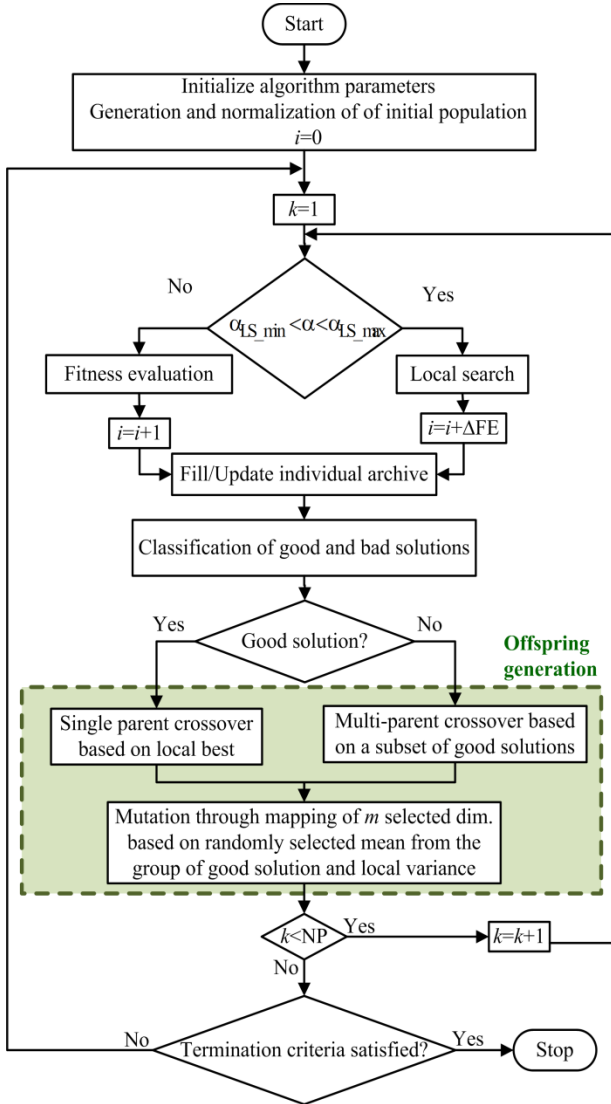 Start
Initialize algorithm parameters
Generation and normalization of of initial population
i=0
k=1
No
Yes
αLS_min <α<αLS_max
Fitness evaluation
Local search
i=i+1
i=i+ΔFE
Fill/Update individual archive
Classification of good and bad solutions
Yes
Good solution?
No
Offspring
generation
Single parent crossover
based on local best
Multi-parent crossover based
on a subset of good solutions
Mutation through mapping of m selected dim.
based on randomly selected mean from the
group of good solution and local variance
k<NP
Yes
k=k+1
No
No
Termination criteria satisfied?
Yes
Stop